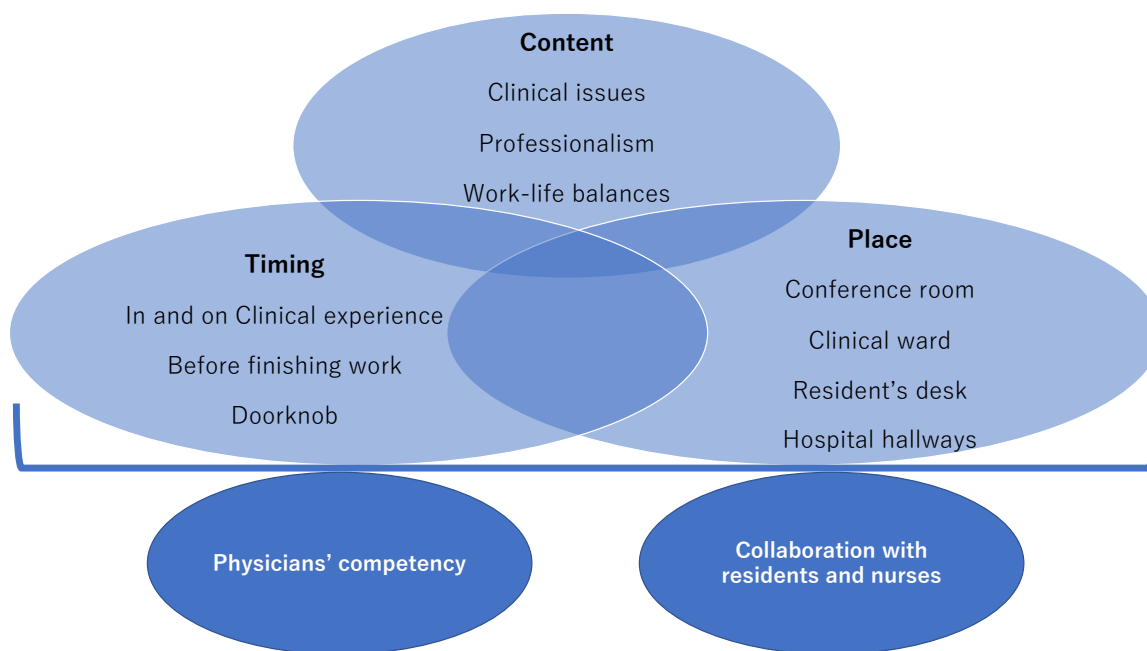 Content
Clinical issues
Professionalism
Work-life balances
Timing
In and on Clinical experience
Before finishing work
Doorknob
Place
Conference room
Clinical ward
Resident’s desk
Hospital hallways
Physicians’ competency
Collaboration with
residents and nurses